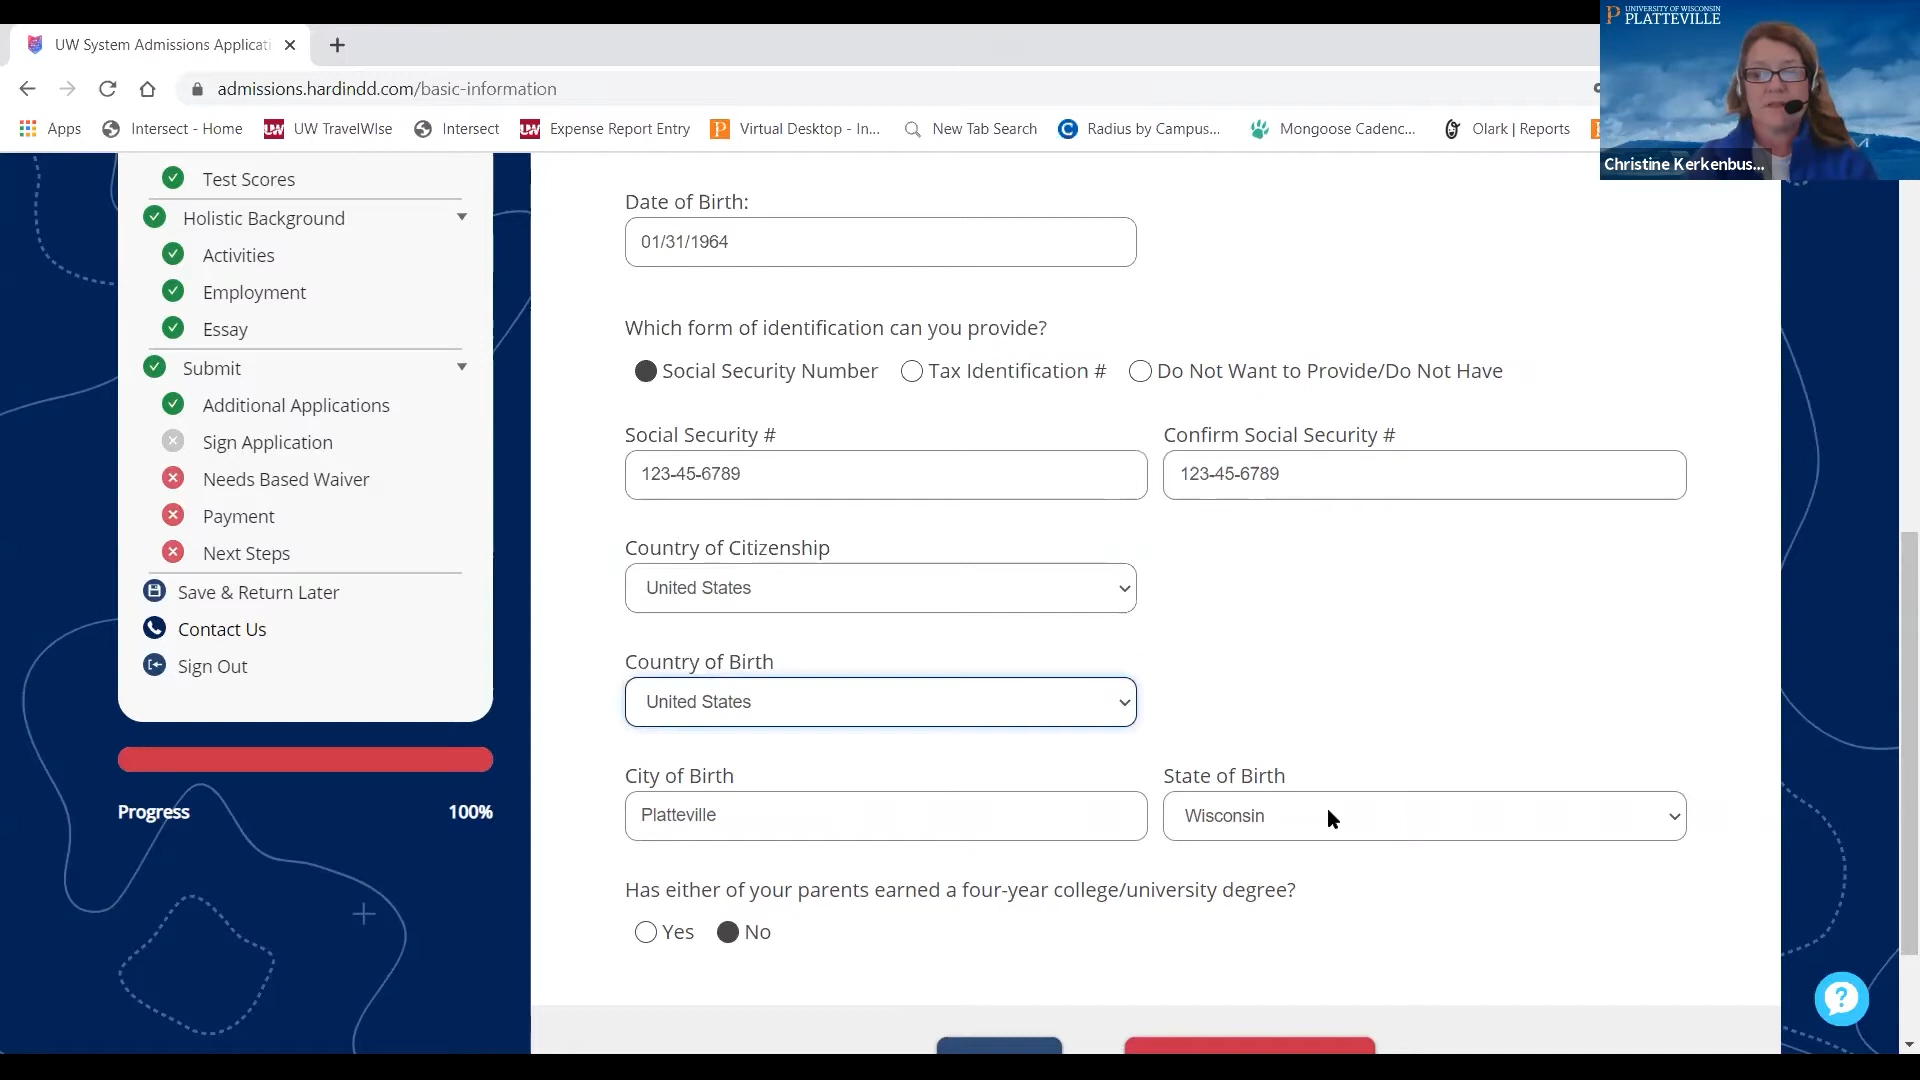 UW System Admissions Applicati
admissions.hardindd.com/basic-information
Apps Intersect - Home UW TravelWIse Intersect Expense Report Entry Virtual Desktop - In... New Tab Search Radius by Campus... Mongoose Cadenc... Olark | Reports
UNIVERSITY OF WISCONSIN
PLATTEVILLE
Christine Kerkenbus...
Test Scores
Holistic Background
Activities
Employment
Essay
Submit
Additional Applications
Sign Application
Needs Based Waiver
Payment
Next Steps
Save & Return Later
Contact Us
Sign Out
Progress 100%
Date of Birth:
01/31/1964
Which form of identification can you provide?
Social Security Number Tax Identification # Do Not Want to Provide/Do Not Have
Social Security # Confirm Social Security #
123-45-6789 123-45-6789
Country of Citizenship
United States
Country of Birth
United States
City of Birth State of Birth
Platteville Wisconsin
Has either of your parents earned a four-year college/university degree?
Yes No